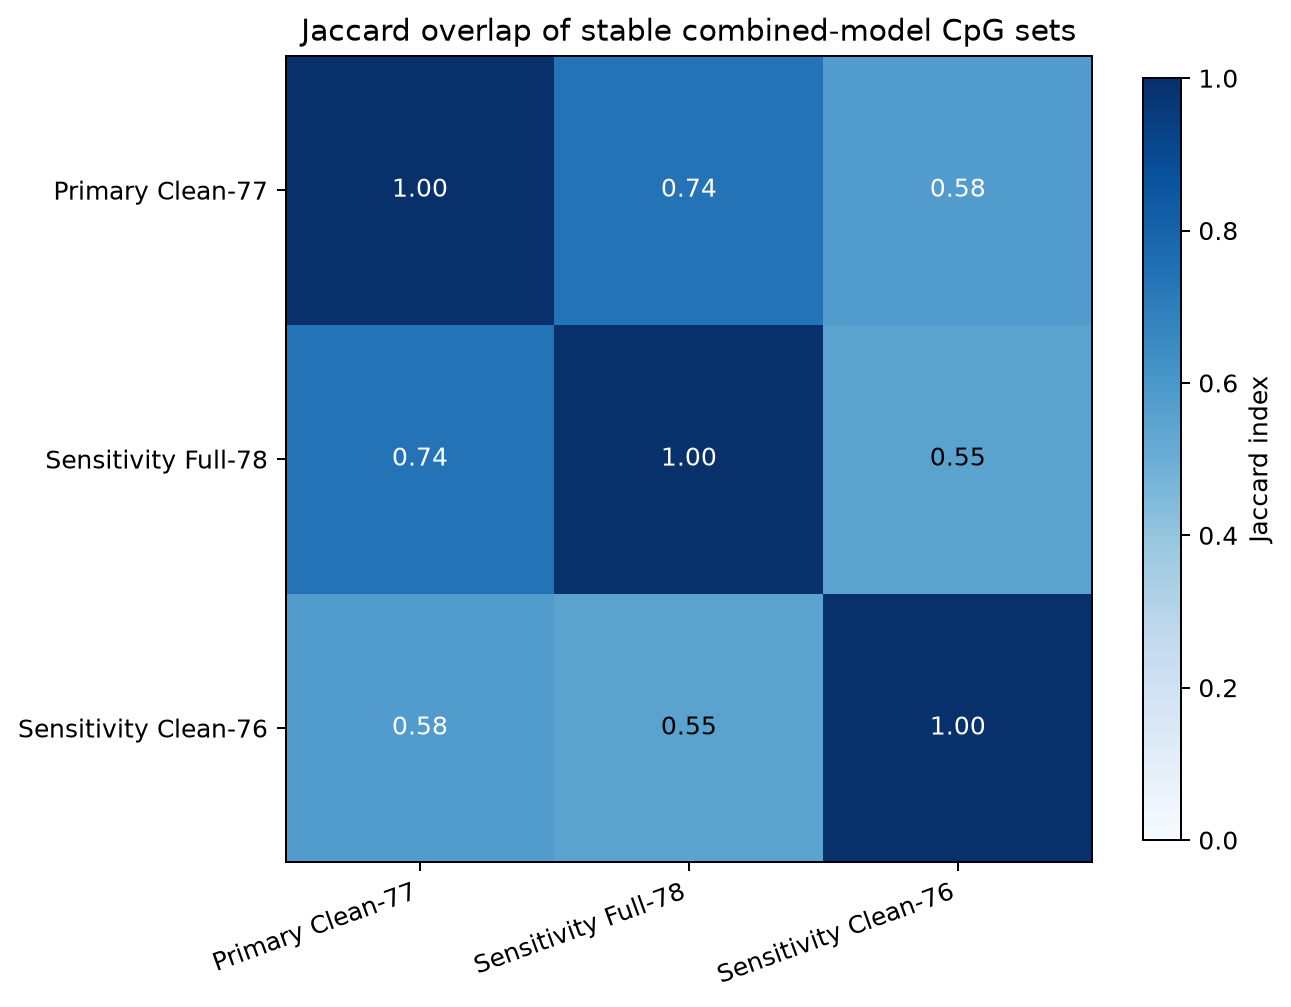 Jaccard overlap of stable combined-model CpG sets
Primary Clean-77
1.00
0.74
0.58
Sensitivity Full-78
0.74
1.00
0.55
Sensitivity Clean-76
0.58
0.55
1.00
Primary Clean-77
Sensitivity Full-78
Sensitivity Clean-76
1.0
0.8
0.6
0.4
0.2
0.0
Jaccard index